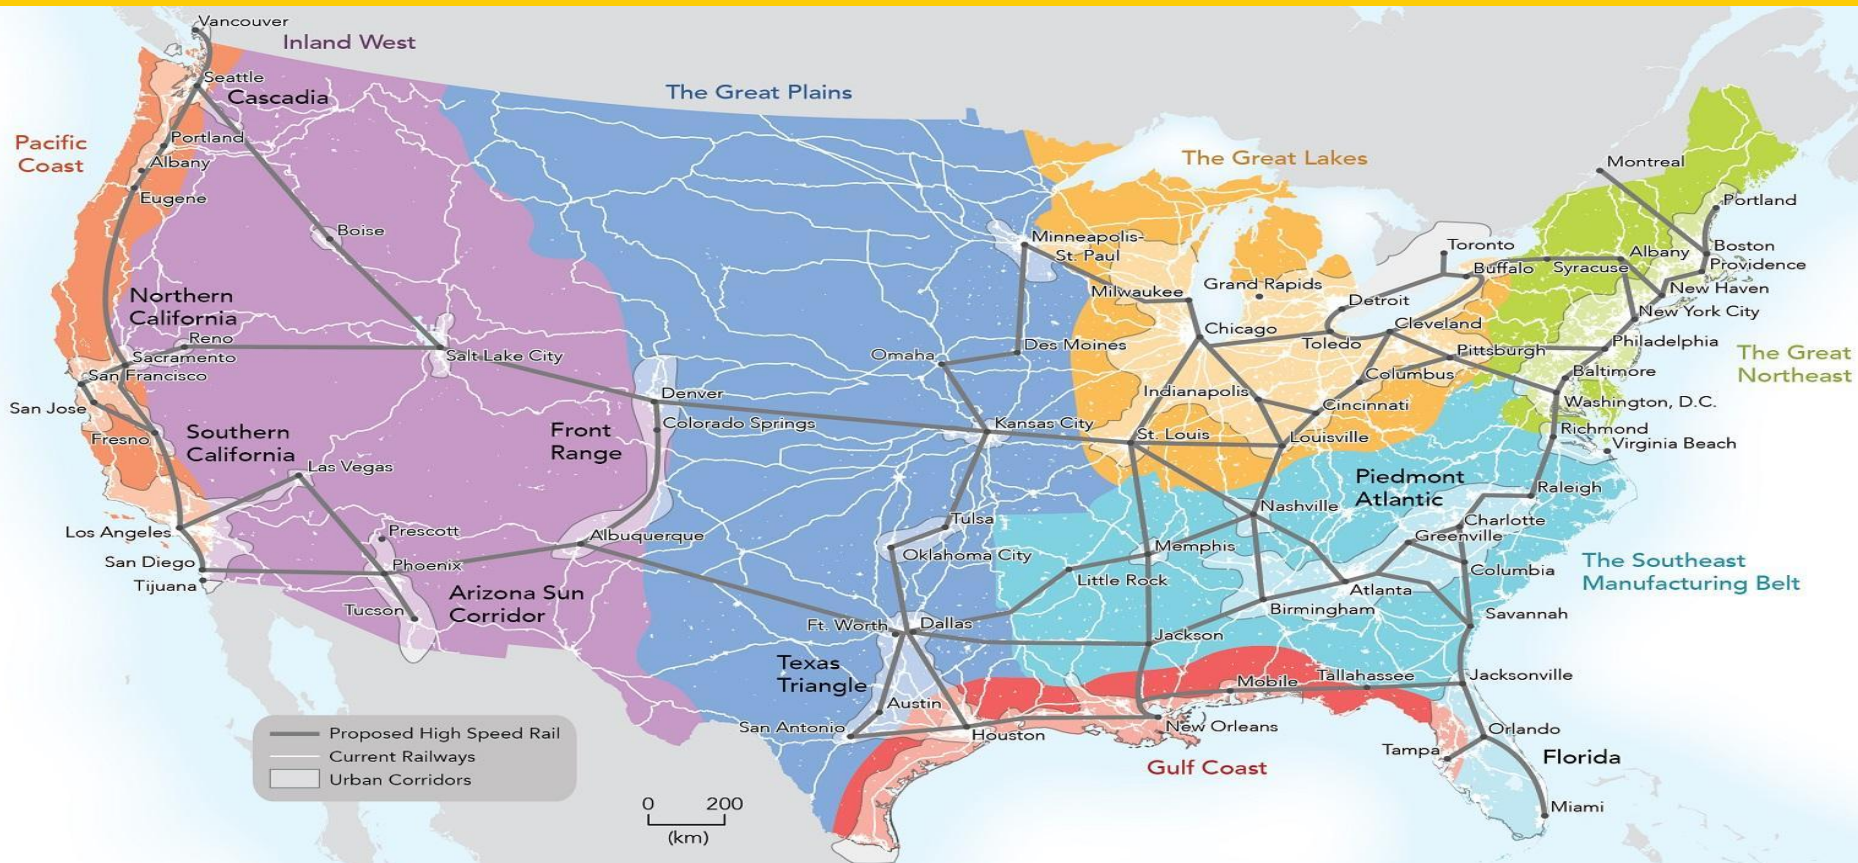 Vancouver
Inland West
Seattle
Cascadia
The Great Plains
Pacific
Coast
Portland
Albany
Eugene
Boise
The Great Lakes
Montreal
Portland
Minneapolis-
St. Paul
Toronto
Buffalo
Syracuse
Albany
Boston
Providence
New Haven
New York City
Milwaukee
Grand Rapids
Detroit
Northern
California
Reno
Sacramento
San Francisco
San Jose
Fresno
Salt Lake City
Omaha
Des Moines
Chicago
Toledo
Cleveland
Pittsburgh
Philadelphia
Baltimore
Washington, D.C.
The Great
Northeast
Denver
Colorado Springs
Kansas City
Indianapolis
Columbus
Cincinnati
St. Louis
Louisville
Richmond
Virginia Beach
Southern
California
Front
Range
Las Vegas
Piedmont
Atlantic
Raleigh
Los Angeles
San Diego
Tijuana
Prescott
Phoenix
Tucson
Albuquerque
Arizona Sun
Corridor
Tulsa
Oklahoma City
Nashville
Memphis
Little Rock
Charlotte
Greenville
Columbia
Atlanta
Birmingham
Savannah
The Southeast
Manufacturing Belt
Ft. Worth
Dallas
Jackson
Texas
Triangle
Austin
San Antonio
Houston
New Orleans
Mobile
Tallahassee
Jacksonville
Gulf Coast
Orlando
Tampa
Florida
Miami
Proposed High Speed Rail
Current Railways
Urban Corridors
0 200
(km)